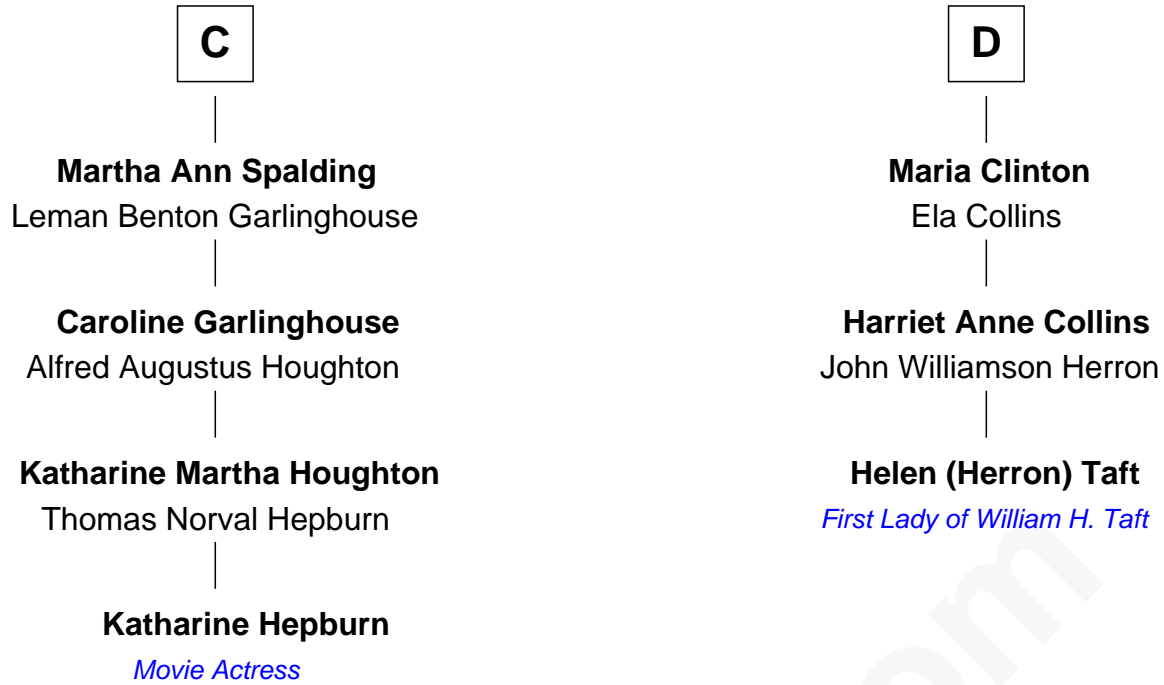 C
Martha Ann Spalding
Leman Benton Garlinghouse
Caroline Garlinghouse
Alfred Augustus Houghton
Katharine Martha Houghton
Thomas Norval Hepburn
Katharine Hepburn
Movie Actress
D
Maria Clinton
Ela Collins
Harriet Anne Collins
John Williamson Herron
Helen (Herron) Taft
First Lady of William H. Taft
om